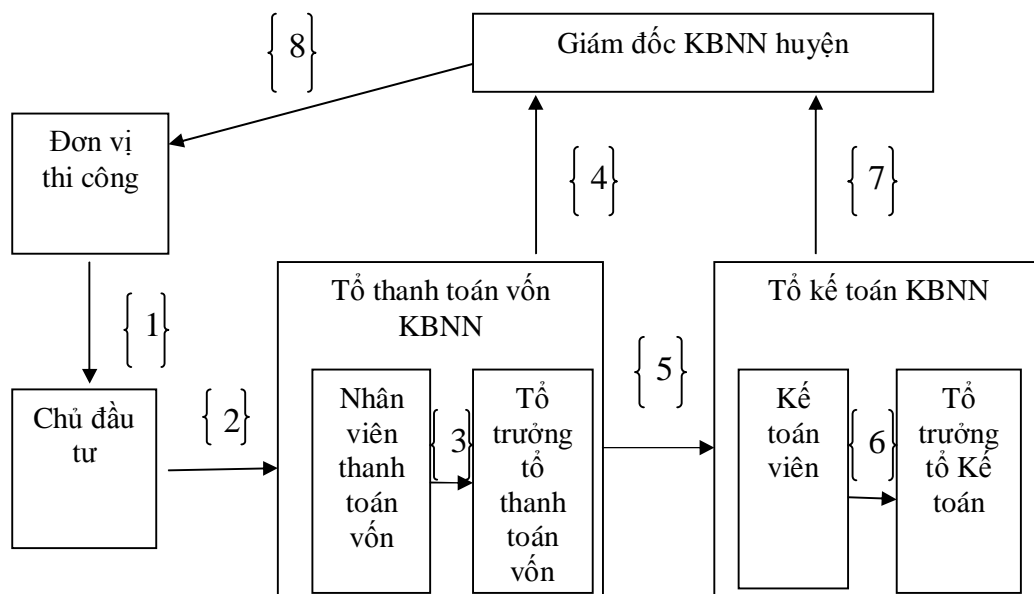 { 8 }
Giám đốc KBNN huyện
Đơn vị
thi công
{ 4 }
{ 7 }
{ 1 }
Tổ thanh toán vốn
KBNN
Tổ kế toán KBNN
{ 5 }
Chủ đầu
tư
{ 2 }
Nhân
viên
thanh
toán
vốn
{ 3 }
Tổ
trưởng
tổ
thanh
toán
vốn
Kế
toán
viên
{ 6 }
Tổ
trưởng
tổ Kế
toán